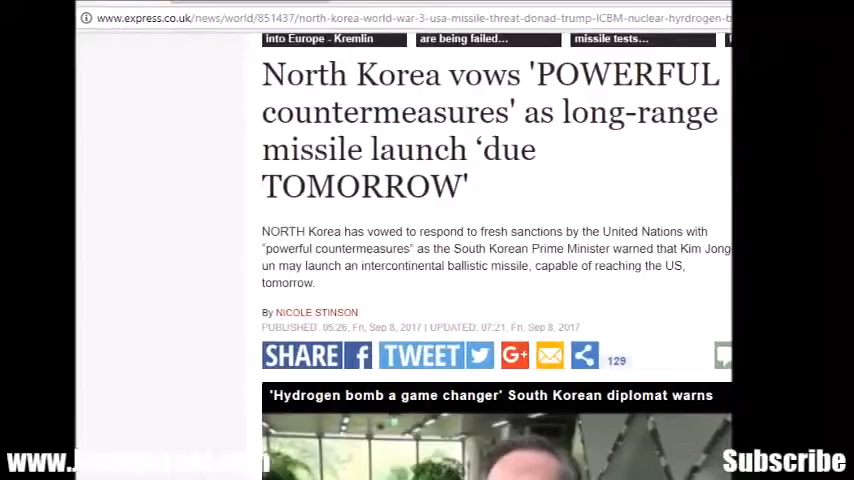 www.express.co.uk/news/world/851437/north-korea-world-war-3-usa-missile-threat-donad-trump-ICBM-nuclear-hyrdrogen-b
into Europe - Kremlin
are being failed...
missile tests...
North Korea vows 'POWERFUL
countermeasures' as long-range
missile launch ‘due
TOMORROW'
NORTH Korea has vowed to respond to fresh sanctions by the United Nations with
“powerful countermeasures” as the South Korean Prime Minister warned that Kim Jong
un may launch an intercontinental ballistic missile, capable of reaching the US,
tomorrow.
By NICOLE STINSON
PUBLISHED: 05:26, Fri, Sep 8, 2017 | UPDATED: 07:21, Fri, Sep 8, 2017
SHARE f TWEET G+ 129
'Hydrogen bomb a game changer' South Korean diplomat warns
Subscribe